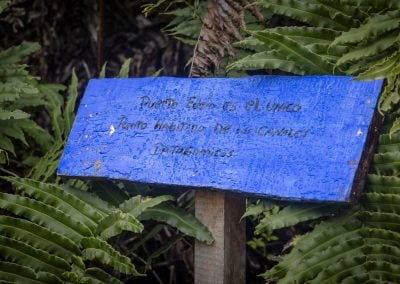 PUERTO EDEN ES EL UNICO
PUNTO HABITADO DE LOS CANALES
PATAGONICOS